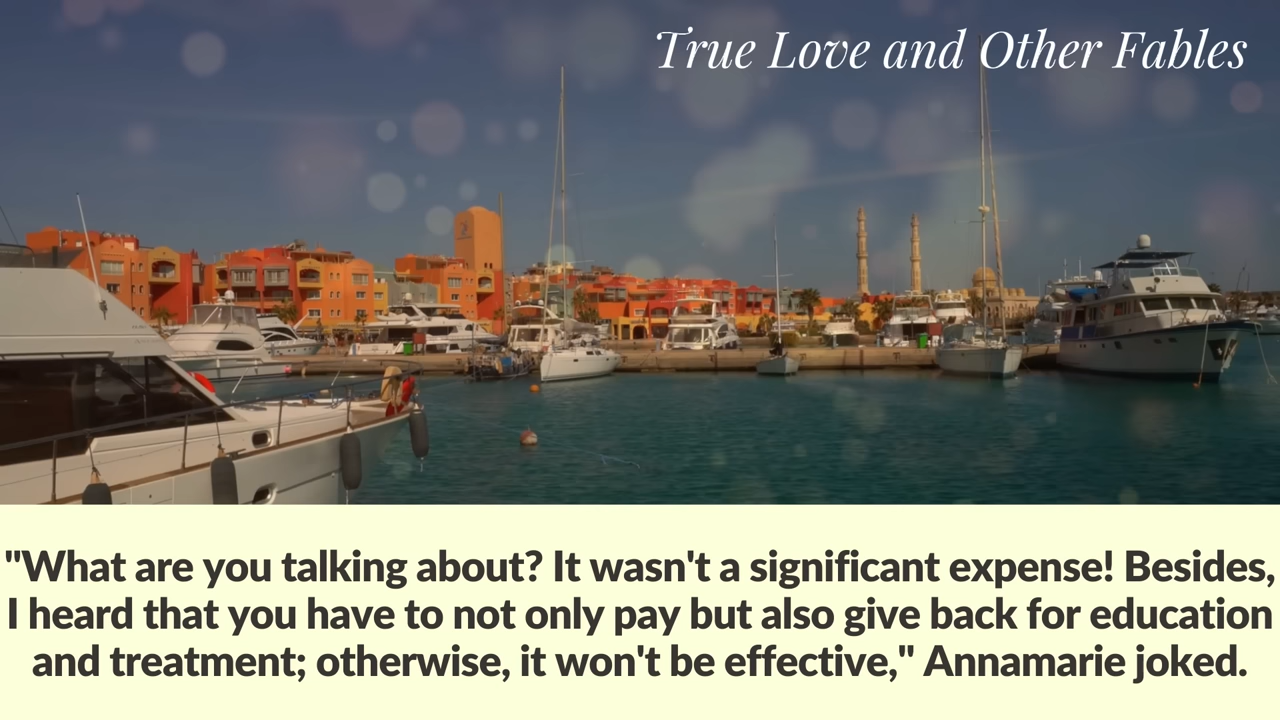 True Love and Other Fables
"What are you talking about? It wasn't a significant expense! Besides,
I heard that you have to not only pay but also give back for education
and treatment; otherwise, it won't be effective," Annamarie joked.